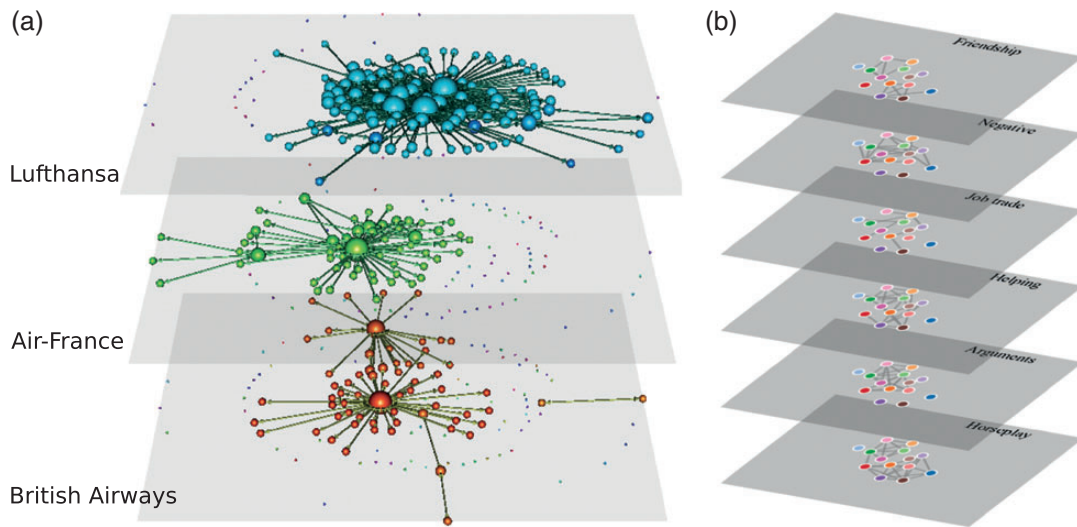 (a)
Lufthansa
Air-France
British Airways
(b)
Friendship
Negative
Job trade
Helping
Arguments
Horseplay